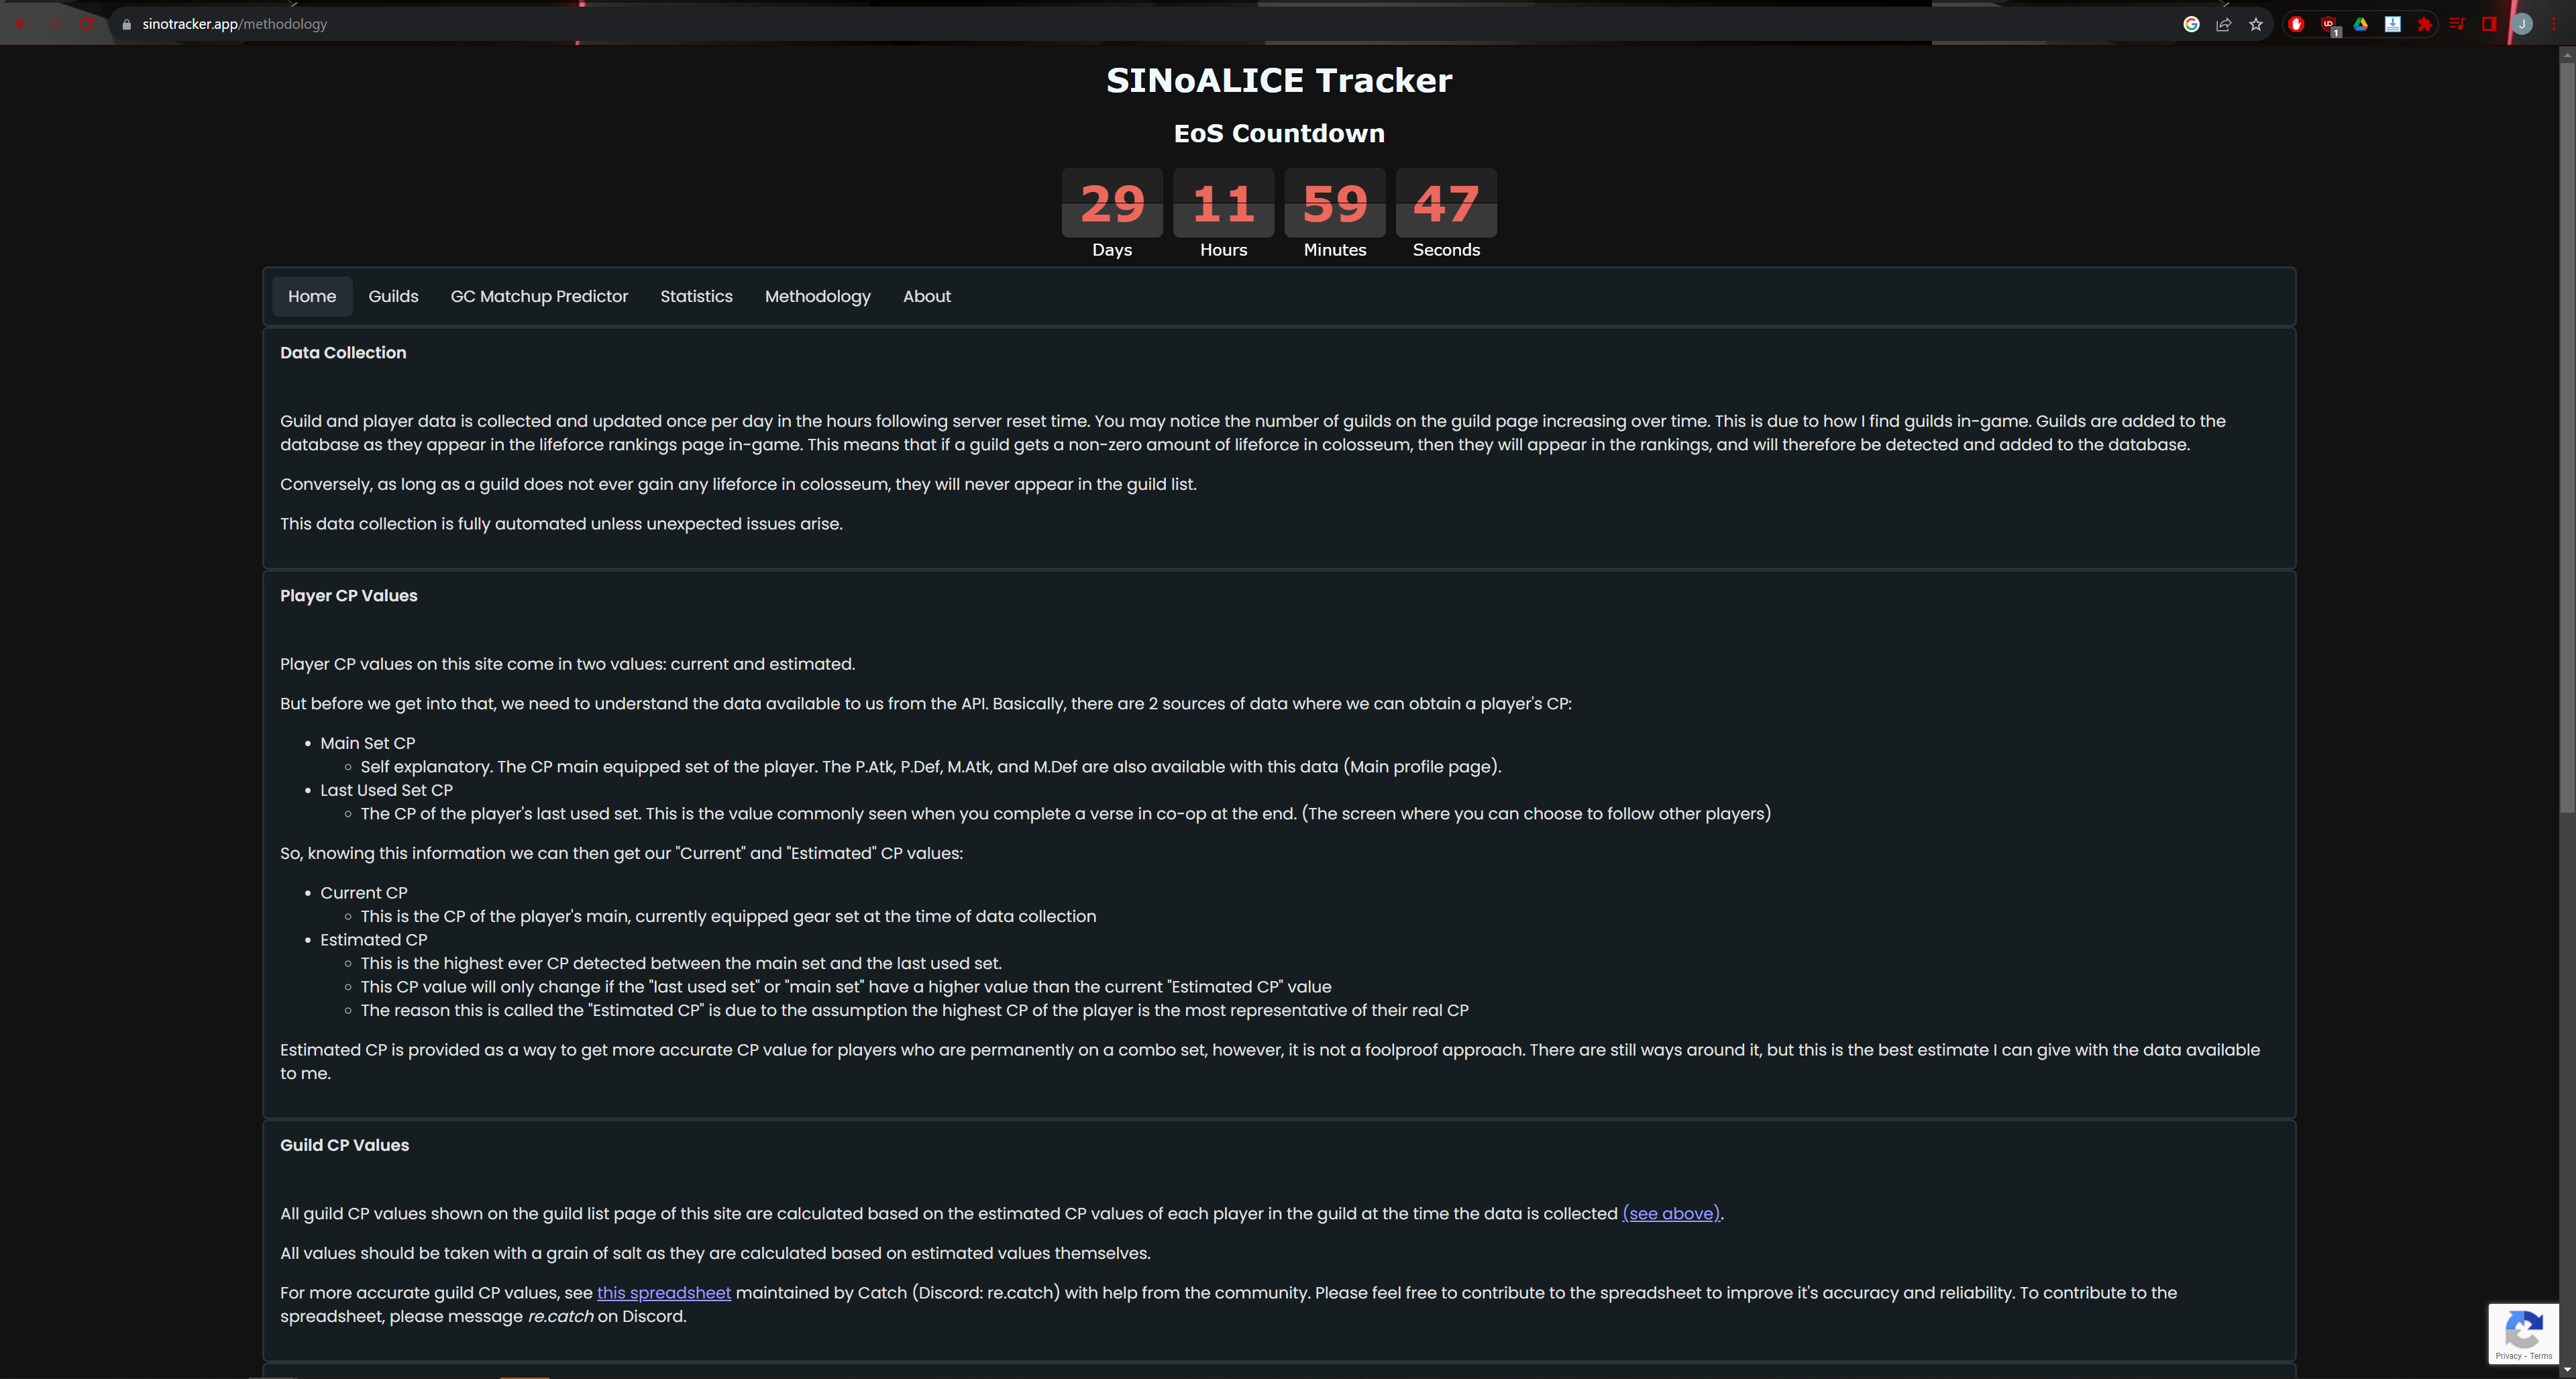 sinotracker.app/methodology
1
J
SINoALICE Tracker
EoS Countdown
29 11 59 47
Days Hours Minutes Seconds
Home Guilds GC Matchup Predictor Statistics Methodology About
Data Collection
Guild and player data is collected and updated once per day in the hours following server reset time. You may notice the number of guilds on the guild page increasing over time. This is due to how I find guilds in-game. Guilds are added to the
database as they appear in the lifeforce rankings page in-game. This means that if a guild gets a non-zero amount of lifeforce in colosseum, then they will appear in the rankings, and will therefore be detected and added to the database.
Conversely, as long as a guild does not ever gain any lifeforce in colosseum, they will never appear in the guild list.
This data collection is fully automated unless unexpected issues arise.
Player CP Values
Player CP values on this site come in two values: current and estimated.
But before we get into that, we need to understand the data available to us from the API. Basically, there are 2 sources of data where we can obtain a player's CP:
• Main Set CP
◦ Self explanatory. The CP main equipped set of the player. The P.Atk, P.Def, M.Atk, and M.Def are also available with this data (Main profile page).
• Last Used Set CP
◦ The CP of the player's last used set. This is the value commonly seen when you complete a verse in co-op at the end. (The screen where you can choose to follow other players)
So, knowing this information we can then get our "Current" and "Estimated" CP values:
• Current CP
◦ This is the CP of the player's main, currently equipped gear set at the time of data collection
• Estimated CP
◦ This is the highest ever CP detected between the main set and the last used set.
◦ This CP value will only change if the "last used set" or "main set" have a higher value than the current "Estimated CP" value
◦ The reason this is called the "Estimated CP" is due to the assumption the highest CP of the player is the most representative of their real CP
Estimated CP is provided as a way to get more accurate CP value for players who are permanently on a combo set, however, it is not a foolproof approach. There are still ways around it, but this is the best estimate I can give with the data available
to me.
Guild CP Values
All guild CP values shown on the guild list page of this site are calculated based on the estimated CP values of each player in the guild at the time the data is collected (see above).
All values should be taken with a grain of salt as they are calculated based on estimated values themselves.
For more accurate guild CP values, see this spreadsheet maintained by Catch (Discord: re.catch) with help from the community. Please feel free to contribute to the spreadsheet to improve it's accuracy and reliability. To contribute to the
spreadsheet, please message re.catch on Discord.
Privacy - Terms